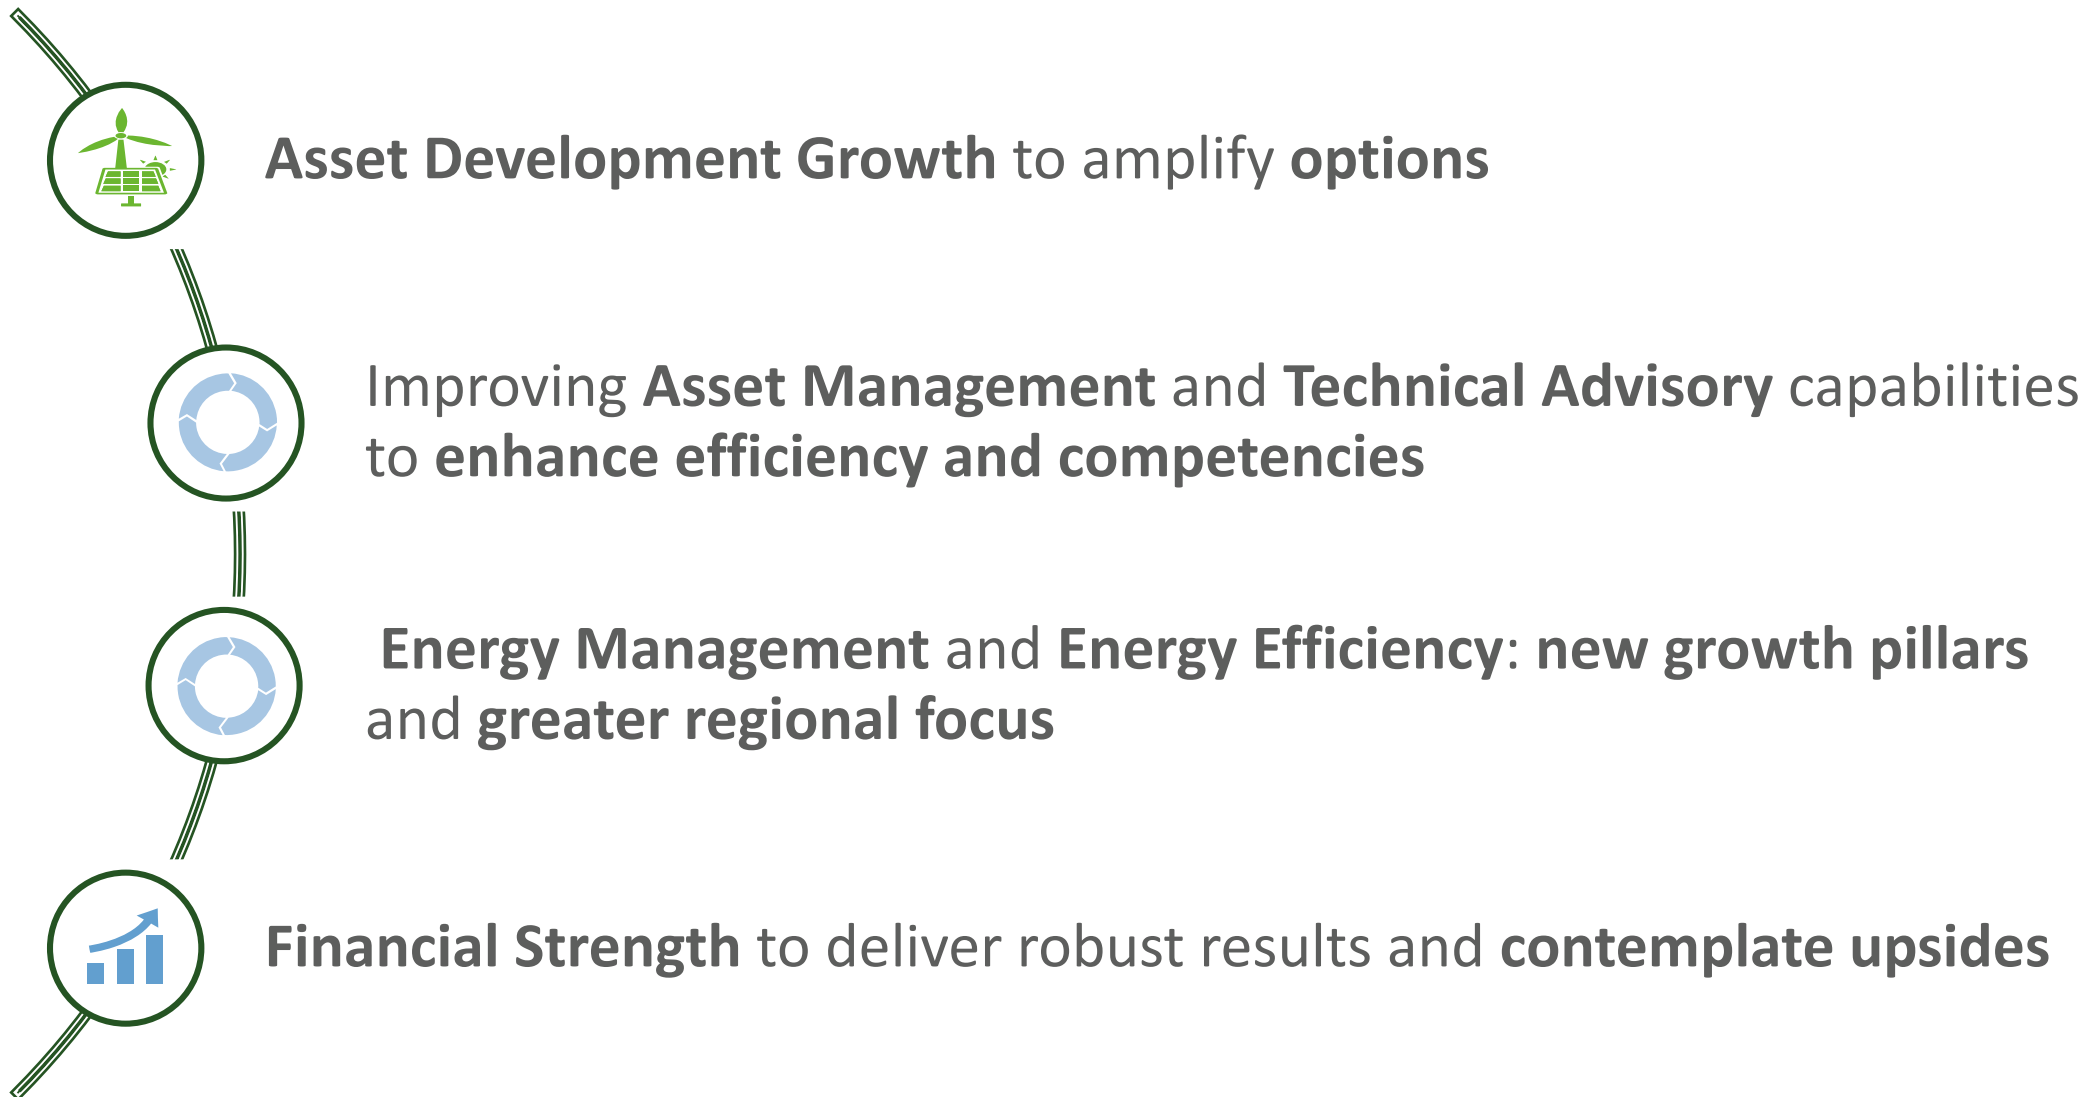 Asset Development Growth to amplify options
Improving Asset Management and Technical Advisory capabilities
to enhance efficiency and competencies
Energy Management and Energy Efficiency: new growth pillars
and greater regional focus
Financial Strength to deliver robust results and contemplate upsides